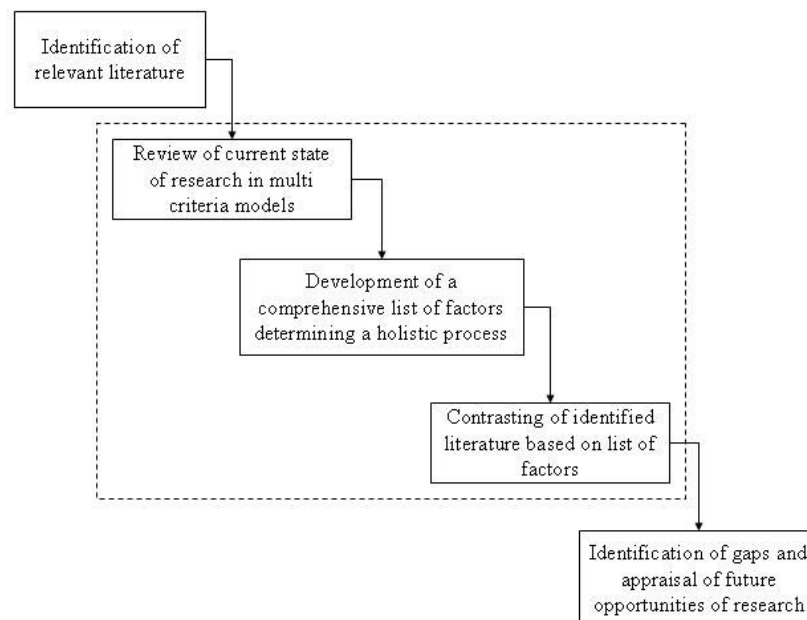 Identification of
relevant literature
Review of current state
of research in multi
criteria models
Development of a
comprehensive list of factors
determining a holistic process
Contrasting of identified
literature based on list of
factors
Identification of gaps and
appraisal of future
opportunities of research